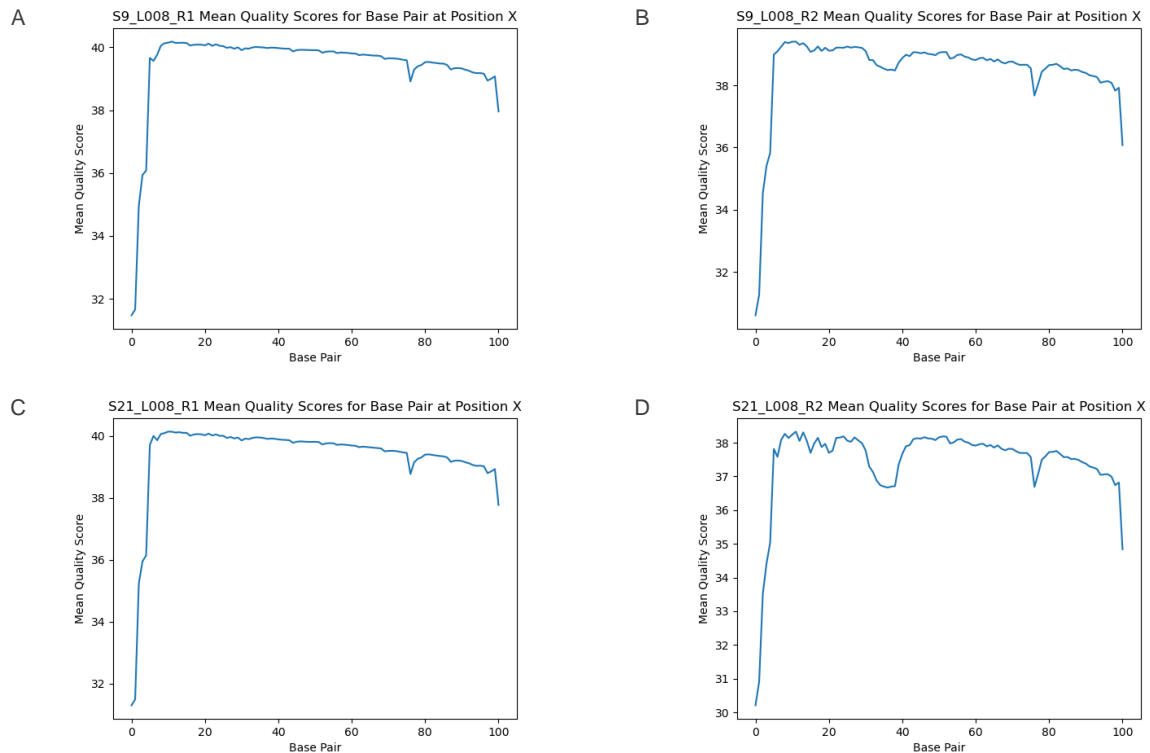 A
S9_L008_R1 Mean Quality Scores for Base Pair at Position X
Mean Quality Score
40
38
36
34
32
0 20 40 60 80 100
Base Pair
B
S9_L008_R2 Mean Quality Scores for Base Pair at Position X
Mean Quality Score
38
36
34
32
0 20 40 60 80 100
Base Pair
C
S21_L008_R1 Mean Quality Scores for Base Pair at Position X
Mean Quality Score
40
38
36
34
32
0 20 40 60 80 100
Base Pair
D
S21_L008_R2 Mean Quality Scores for Base Pair at Position X
Mean Quality Score
38
37
36
35
34
33
32
31
30
0 20 40 60 80 100
Base Pair